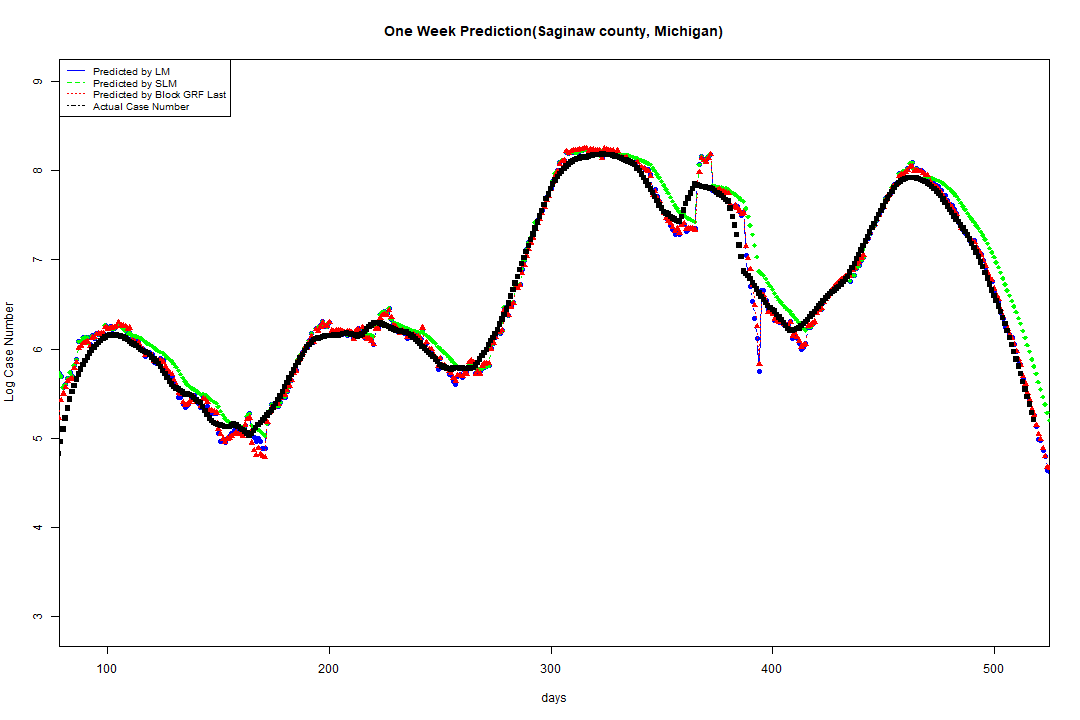 One Week Prediction(Saginaw county, Michigan)
Predicted by LM
Predicted by SLM
Predicted by Block GRF Last
Actual Case Number
9
8
7
6
5
4
3
Log Case Number
100 200 300 400 500
days